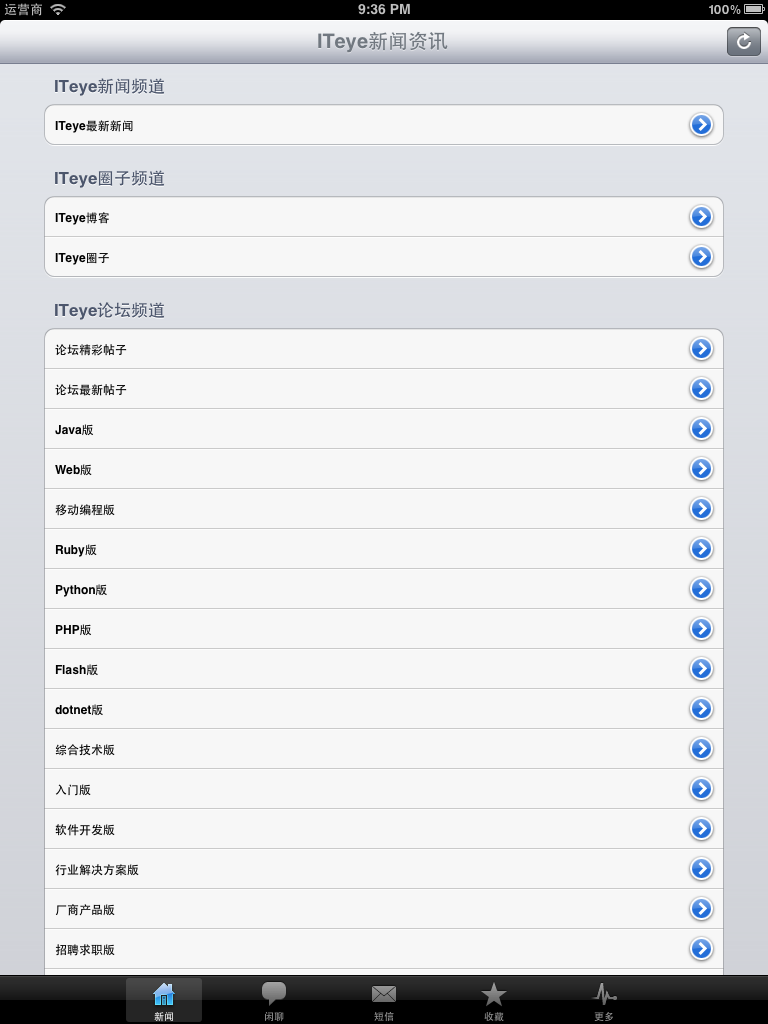 运营商 9:36 PM 100%
ITeye新闻资讯
ITeye新闻频道
ITeye最新新闻
ITeye圈子频道
ITeye博客
ITeye圈子
ITeye论坛频道
论坛精彩帖子
论坛最新帖子
Java版
Web版
移动编程版
Ruby版
Python版
PHP版
Flash版
dotnet版
综合技术版
入门版
软件开发版
行业解决方案版
厂商产品版
招聘求职版
新闻 闲聊 短信 收藏 更多